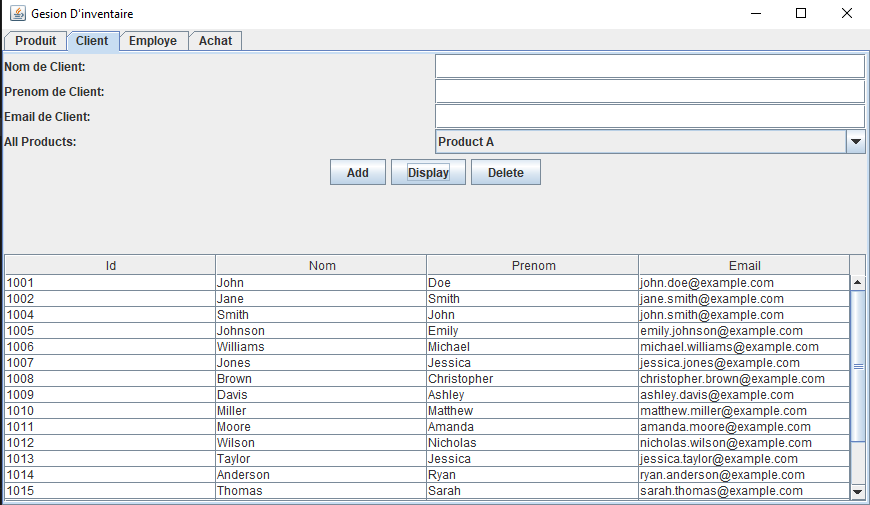 Gesion D'inventaire
Produit Client Employe Achat
Nom de Client:
Prenom de Client:
Email de Client:
All Products: Product A
Add Display Delete
Id Nom Prenom Email
1001 John Doe john.doe@example.com
1002 Jane Smith jane.smith@example.com
1004 Smith John john.smith@example.com
1005 Johnson Emily emily.johnson@example.com
1006 Williams Michael michael.williams@example.com
1007 Jones Jessica jessica.jones@example.com
1008 Brown Christopher christopher.brown@example.com
1009 Davis Ashley ashley.davis@example.com
1010 Miller Matthew matthew.miller@example.com
1011 Moore Amanda amanda.moore@example.com
1012 Wilson Nicholas nicholas.wilson@example.com
1013 Taylor Jessica jessica.taylor@example.com
1014 Anderson Ryan ryan.anderson@example.com
1015 Thomas Sarah sarah.thomas@example.com